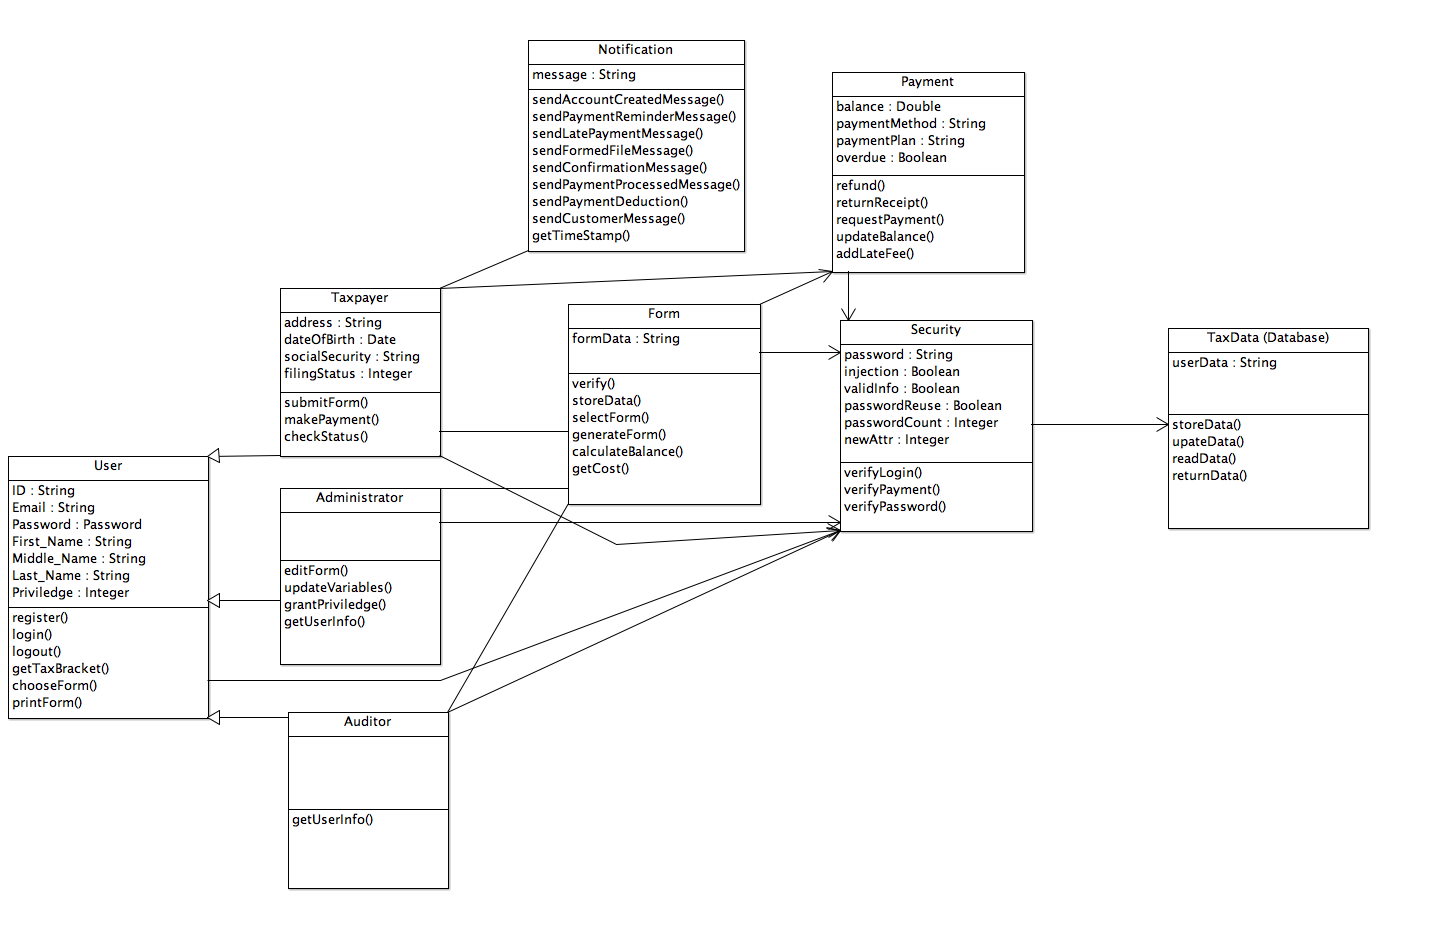 Notification
message : String
sendAccountCreatedMessage()
sendPaymentReminderMessage()
sendLatePaymentMessage()
sendFormedFileMessage()
sendConfirmationMessage()
sendPaymentProcessedMessage()
sendPaymentDeduction()
sendCustomerMessage()
getTimeStamp()
Payment
balance : Double
paymentMethod : String
paymentPlan : String
overdue : Boolean
refund()
returnReceipt()
requestPayment()
updateBalance()
addLateFee()
Taxpayer
address : String
dateOfBirth : Date
socialSecurity : String
filingStatus : Integer
submitForm()
makePayment()
checkStatus()
Form
formData : String
verify()
storeData()
selectForm()
generateForm()
calculateBalance()
getCost()
Security
password : String
injection : Boolean
validInfo : Boolean
passwordReuse : Boolean
passwordCount : Integer
newAttr : Integer
verifyLogin()
verifyPayment()
verifyPassword()
TaxData (Database)
userData : String
storeData()
upateData()
readData()
returnData()
User
ID : String
Email : String
Password : Password
First_Name : String
Middle_Name : String
Last_Name : String
Priviledge : Integer
register()
login()
logout()
getTaxBracket()
chooseForm()
printForm()
Administrator
editForm()
updateVariables()
grantPriviledge()
getUserInfo()
Auditor
getUserInfo()